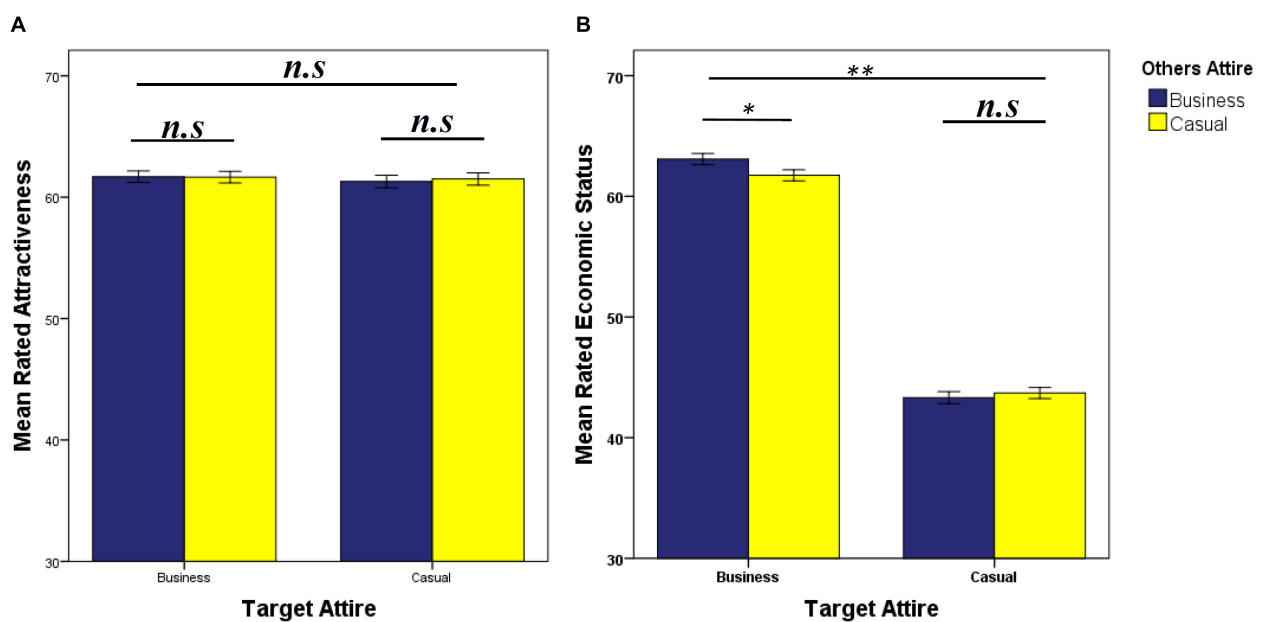 A
B
n.s
n.s
n.s
**
*
n.s
Others Attire
Business
Casual
Mean Rated Attractiveness
70
60
50
40
30
Business
Casual
Target Attire
Mean Rated Economic Status
70
60
50
40
30
Business
Casual
Target Attire